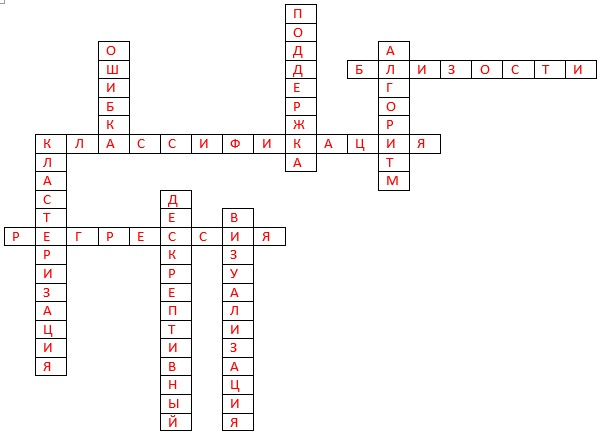 ПОДДЕРЖКА
ОШИБКА
АЛГОРИТМ
БЛИЗОСТИ
КЛАССИФИКАЦИЯ
КЛАСТЕРИЗАЦИЯ
ДЕСКРЕПТИВНЫЙ
ВИЗУАЛИЗАЦИЯ
РЕГРЕССИЯ